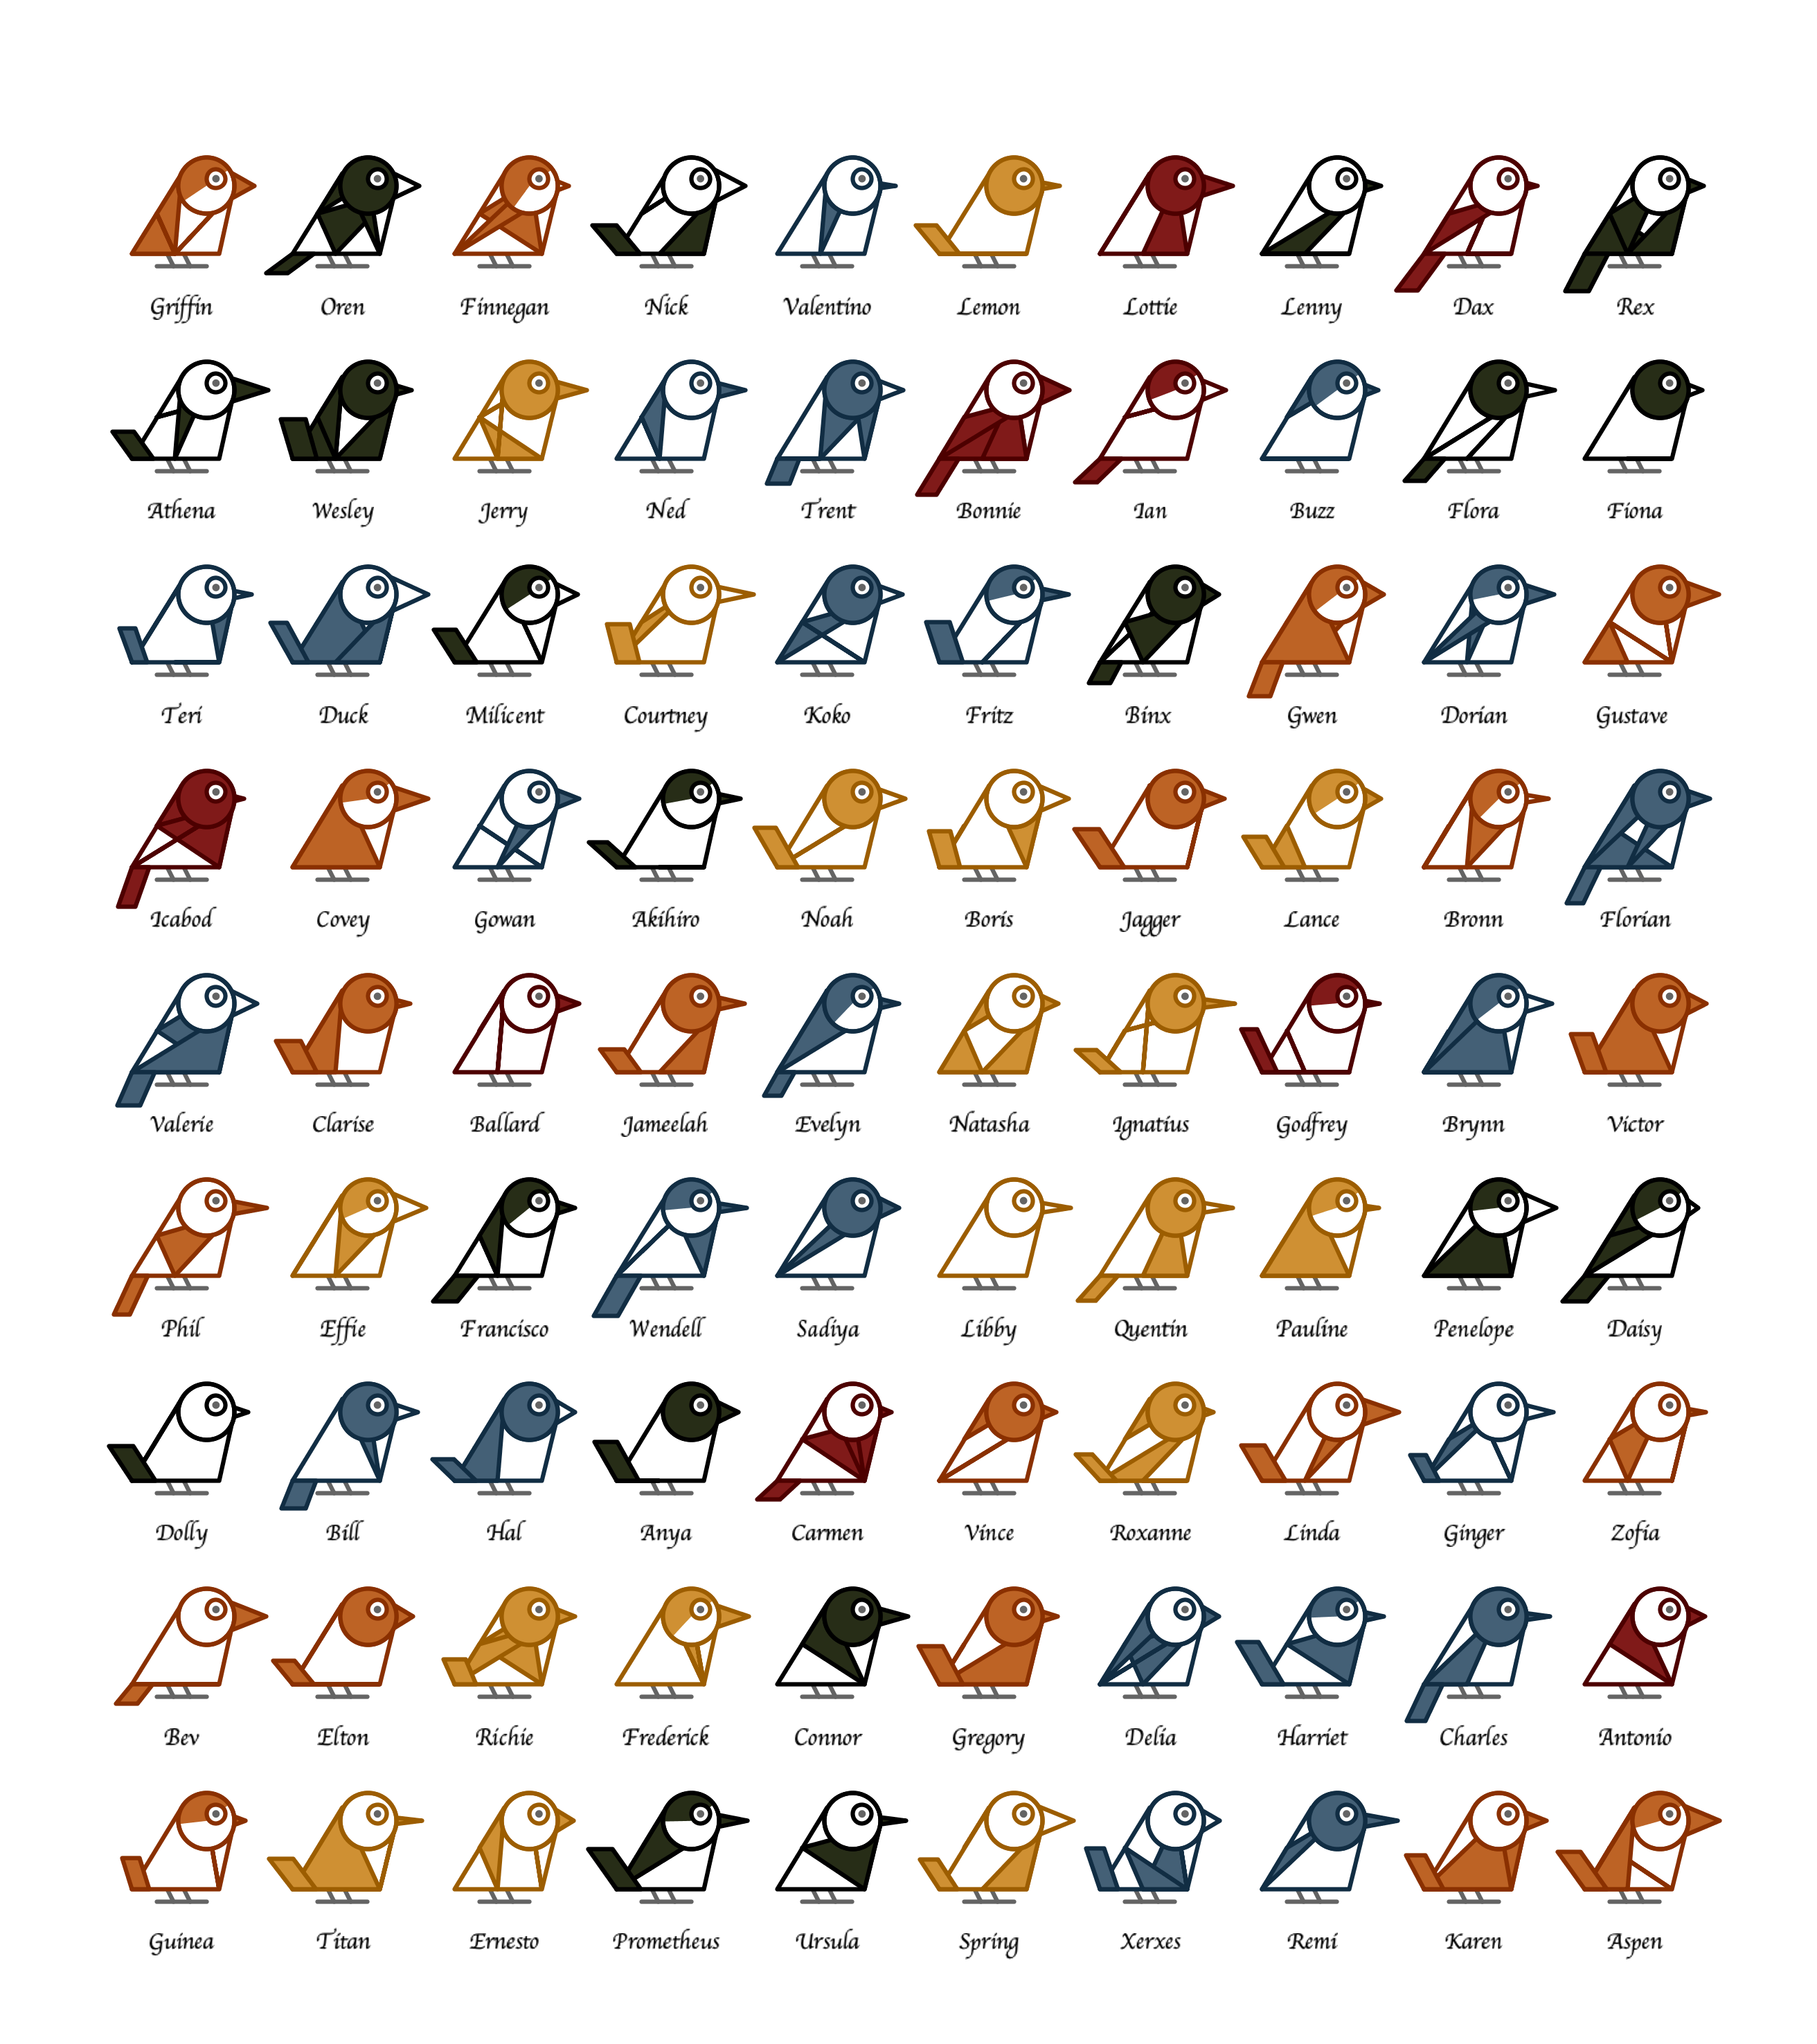 Griffin Oren Finnegan Nick Valentino Lemon Lottie Lenny Dax Rex
Athena Wesley Jerry Ned Trent Bonnie Ian Buzz Flora Fiona
Teri Duck Milicent Courtney Koko Fritz Binx Gwen Dorian Gustave
Icabod Covey Gowan Akihiro Noah Boris Jagger Lance Bronn Florian
Valerie Clarise Ballard Jameelah Evelyn Natasha Ignatius Godfrey Brynn Victor
Phil Effie Francisco Wendell Sadiya Libby Quentin Pauline Penelope Daisy
Dolly Bill Hal Anya Carmen Vince Roxanne Linda Ginger Zofia
Bev Elton Richie Frederick Connor Gregory Delia Harriet Charles Antonio
Guinea Titan Ernesto Prometheus Ursula Spring Xerxes Remi Karen Aspen